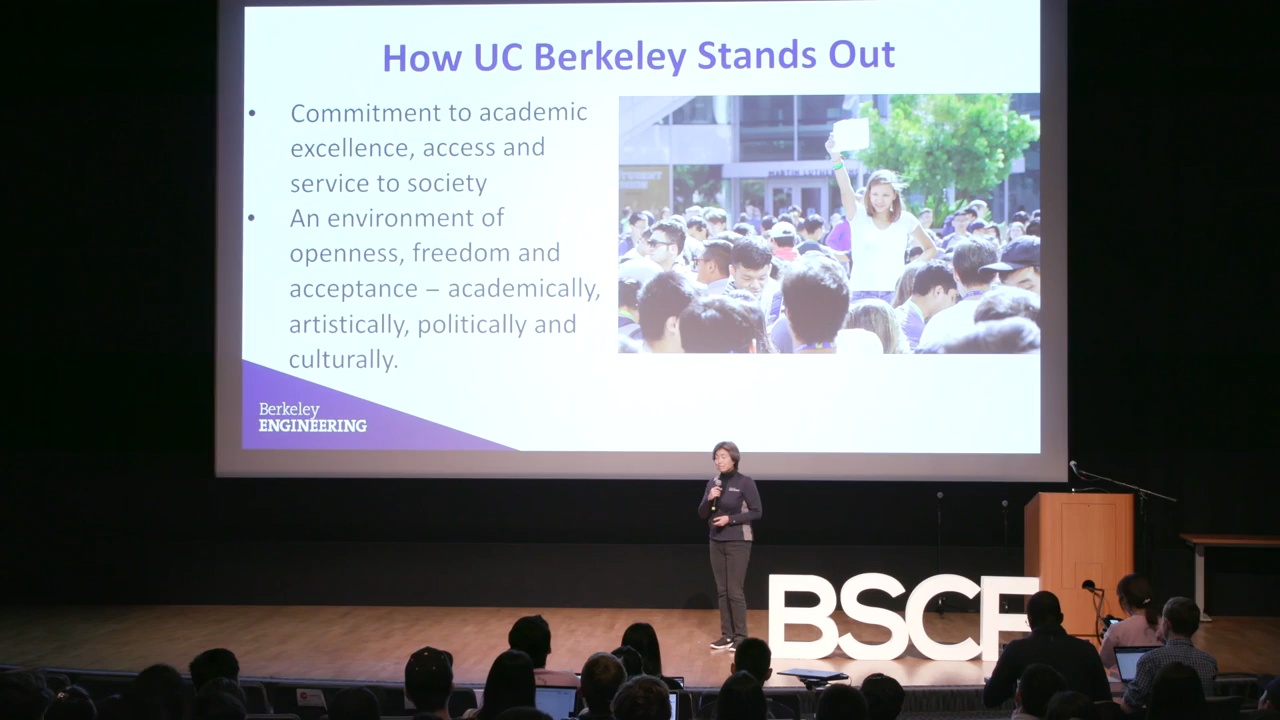 How UC Berkeley Stands Out
• Commitment to academic
excellence, access and
service to society
• An environment of
openness, freedom and
acceptance – academically,
artistically, politically and
culturally.
MARTIN LUTHER
Berkeley
ENGINEERING
BSCF